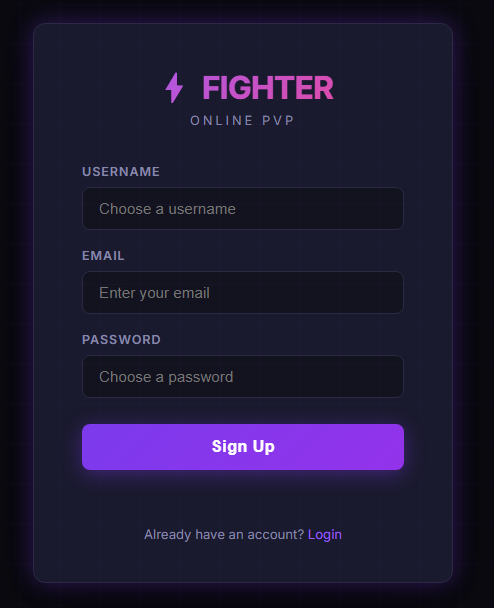 FIGHTER
ONLINE PVP
USERNAME
Choose a username
EMAIL
Enter your email
PASSWORD
Choose a password
Sign Up
Already have an account? Login